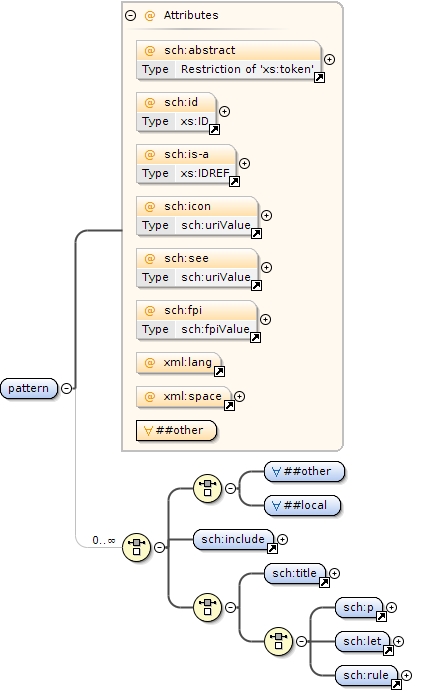 Attributes
@ sch:abstract
Type Restriction of 'xs:token'
@ sch:id
Type xs:ID
@ sch:is-a
Type xs:IDREF
@ sch:icon
Type sch:uriValue
@ sch:see
Type sch:uriValue
@ sch:fpi
Type sch:fpiValue
@ xml:lang
@ xml:space
∀ ##other
pattern
∀ ##other
∀ ##local
0..∞
sch:include
sch:title
sch:p
sch:let
sch:rule